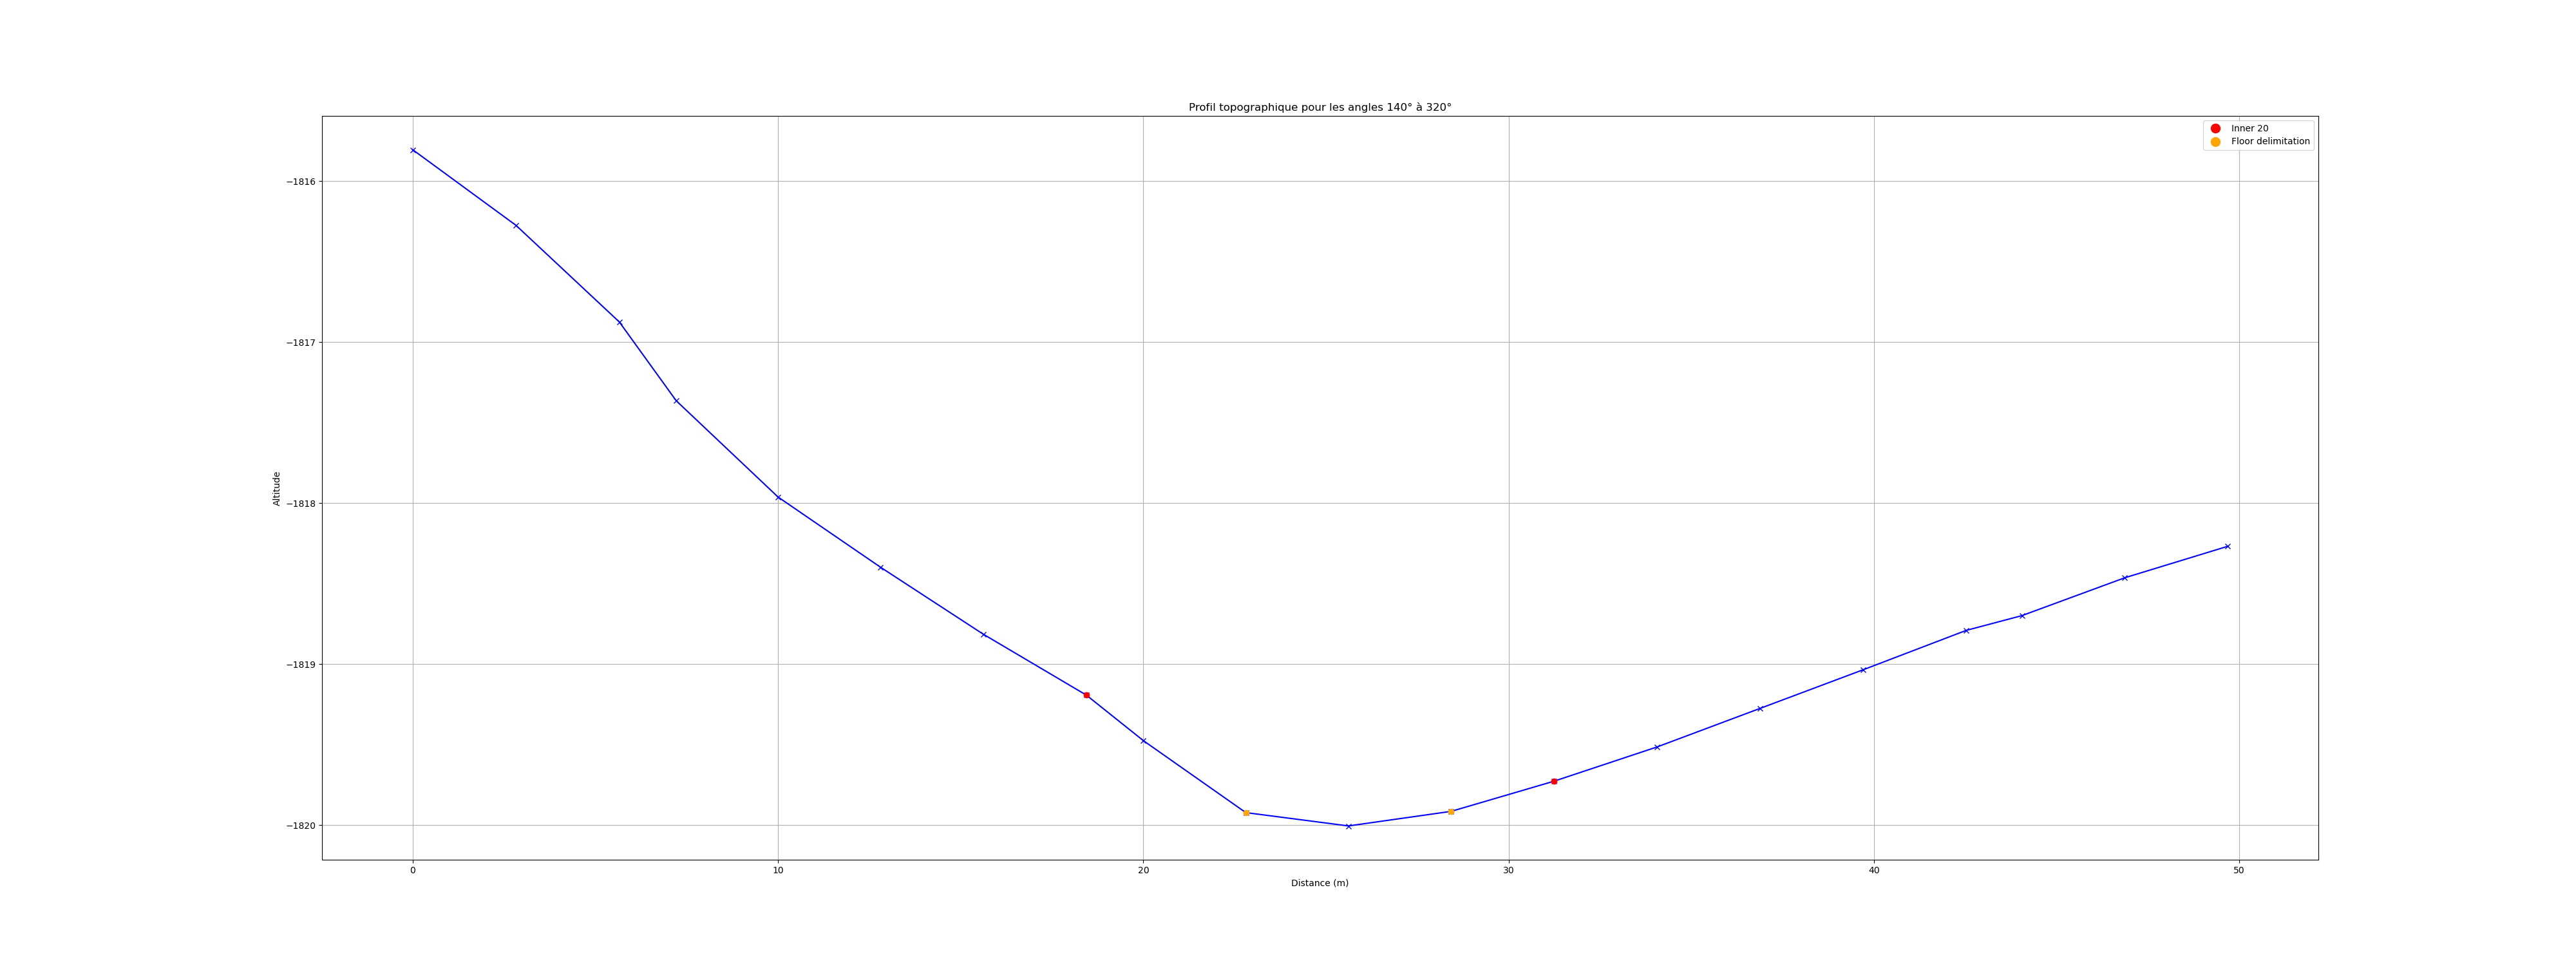 Profil topographique pour les angles 140° à 320°
Inner 20
Floor delimitation
Altitude
−1816
−1817
−1818
−1819
−1820
0 10 20 30 40 50
Distance (m)